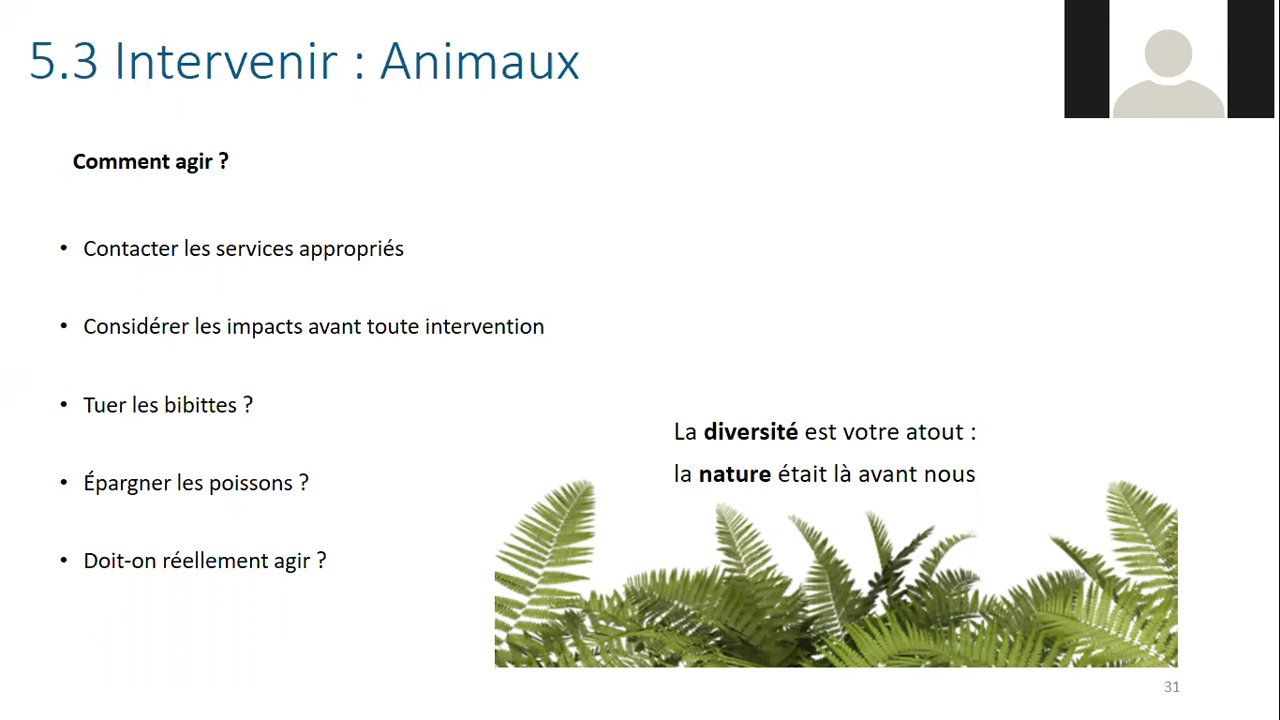 5.3 Intervenir : Animaux
Comment agir ?
• Contacter les services appropriés
• Considérer les impacts avant toute intervention
• Tuer les bibittes ?
• Épargner les poissons ?
• Doit-on réellement agir ?
La diversité est votre atout :
la nature était là avant nous
31